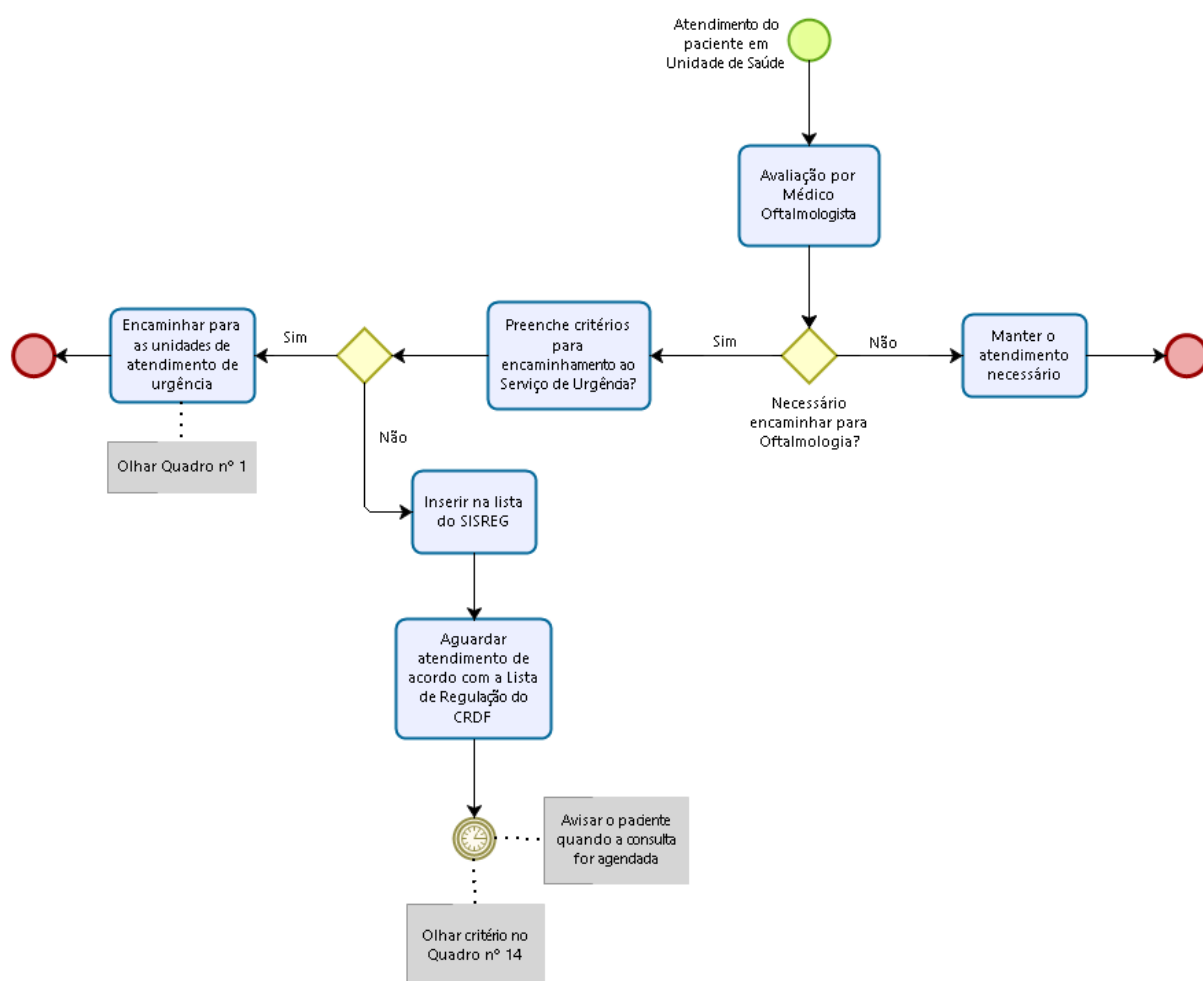 Atendimento do
paciente em
Unidade de Saúde
Avaliação por
Médico
Oftalmologista
Encaminhar para
as unidades de
atendimento de
urgência
Sim
Preenche critérios
para
encaminhamento ao
Serviço de Urgência?
Sim
Não
Manter o
atendimento
necessário
Necessário
encaminhar para
Oftalmologia?
Não
Olhar Quadro nº 1
Inserir na lista
do SISREG
Aguardar
atendimento de
acordo com a Lista
de Regulação do
CRDF
Avisar o paciente
quando a consulta
for agendada
Olhar critério no
Quadro nº 14